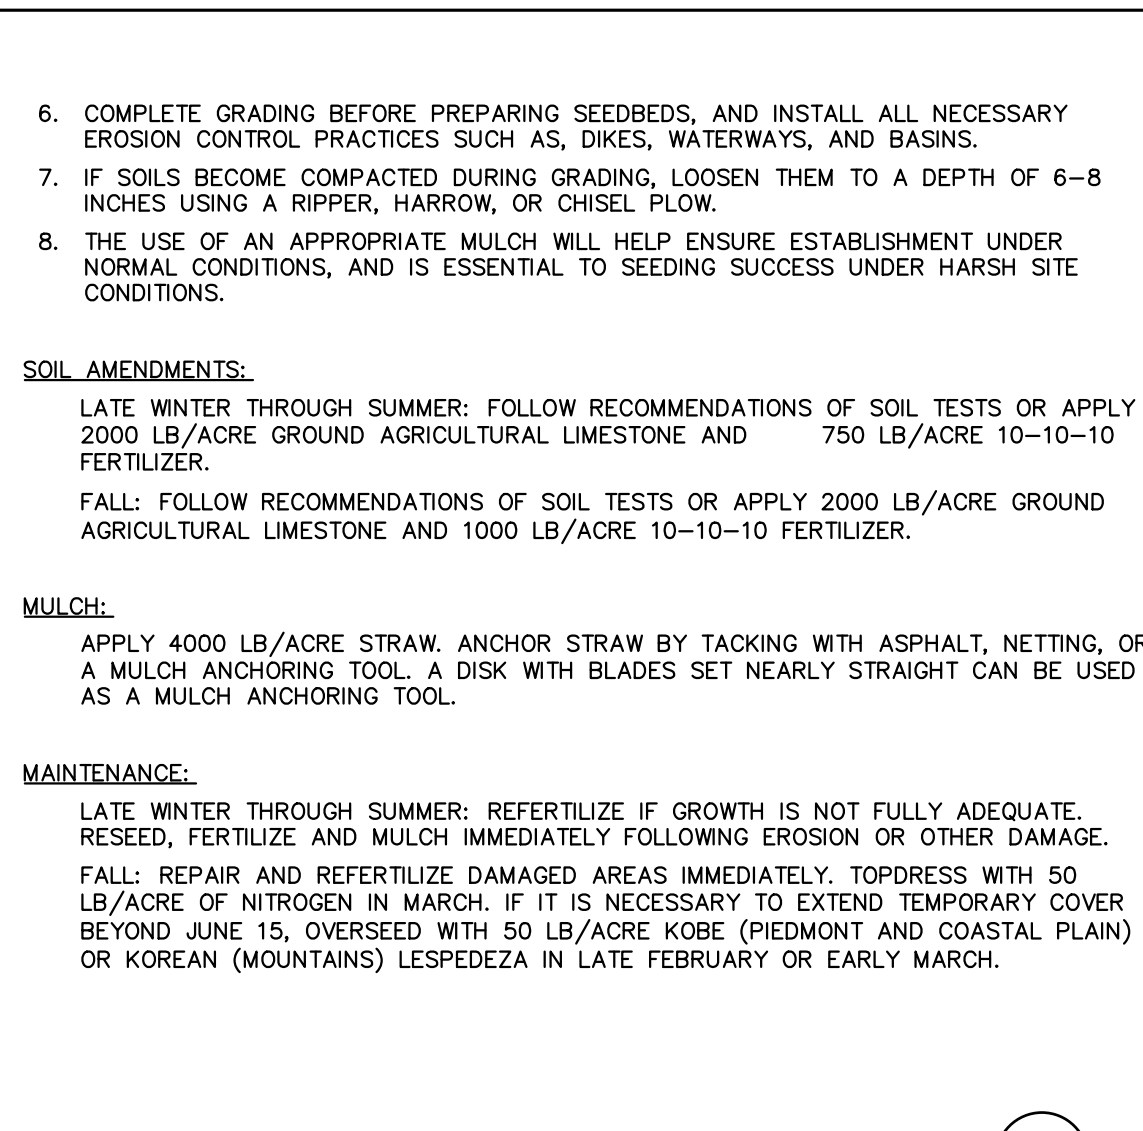 6. COMPLETE GRADING BEFORE PREPARING SEEDBEDS, AND INSTALL ALL NECESSARY
EROSION CONTROL PRACTICES SUCH AS, DIKES, WATERWAYS, AND BASINS.
7. IF SOILS BECOME COMPACTED DURING GRADING, LOOSEN THEM TO A DEPTH OF 6–8
INCHES USING A RIPPER, HARROW, OR CHISEL PLOW.
8. THE USE OF AN APPROPRIATE MULCH WILL HELP ENSURE ESTABLISHMENT UNDER
NORMAL CONDITIONS, AND IS ESSENTIAL TO SEEDING SUCCESS UNDER HARSH SITE
CONDITIONS.
SOIL AMENDMENTS:
LATE WINTER THROUGH SUMMER: FOLLOW RECOMMENDATIONS OF SOIL TESTS OR APPLY
2000 LB/ACRE GROUND AGRICULTURAL LIMESTONE AND 750 LB/ACRE 10–10–10
FERTILIZER.
FALL: FOLLOW RECOMMENDATIONS OF SOIL TESTS OR APPLY 2000 LB/ACRE GROUND
AGRICULTURAL LIMESTONE AND 1000 LB/ACRE 10–10–10 FERTILIZER.
MULCH:
APPLY 4000 LB/ACRE STRAW. ANCHOR STRAW BY TACKING WITH ASPHALT, NETTING, OR
A MULCH ANCHORING TOOL. A DISK WITH BLADES SET NEARLY STRAIGHT CAN BE USED
AS A MULCH ANCHORING TOOL.
MAINTENANCE:
LATE WINTER THROUGH SUMMER: REFERTILIZE IF GROWTH IS NOT FULLY ADEQUATE.
RESEED, FERTILIZE AND MULCH IMMEDIATELY FOLLOWING EROSION OR OTHER DAMAGE.
FALL: REPAIR AND REFERTILIZE DAMAGED AREAS IMMEDIATELY. TOPDRESS WITH 50
LB/ACRE OF NITROGEN IN MARCH. IF IT IS NECESSARY TO EXTEND TEMPORARY COVER
BEYOND JUNE 15, OVERSEED WITH 50 LB/ACRE KOBE (PIEDMONT AND COASTAL PLAIN)
OR KOREAN (MOUNTAINS) LESPEDEZA IN LATE FEBRUARY OR EARLY MARCH.